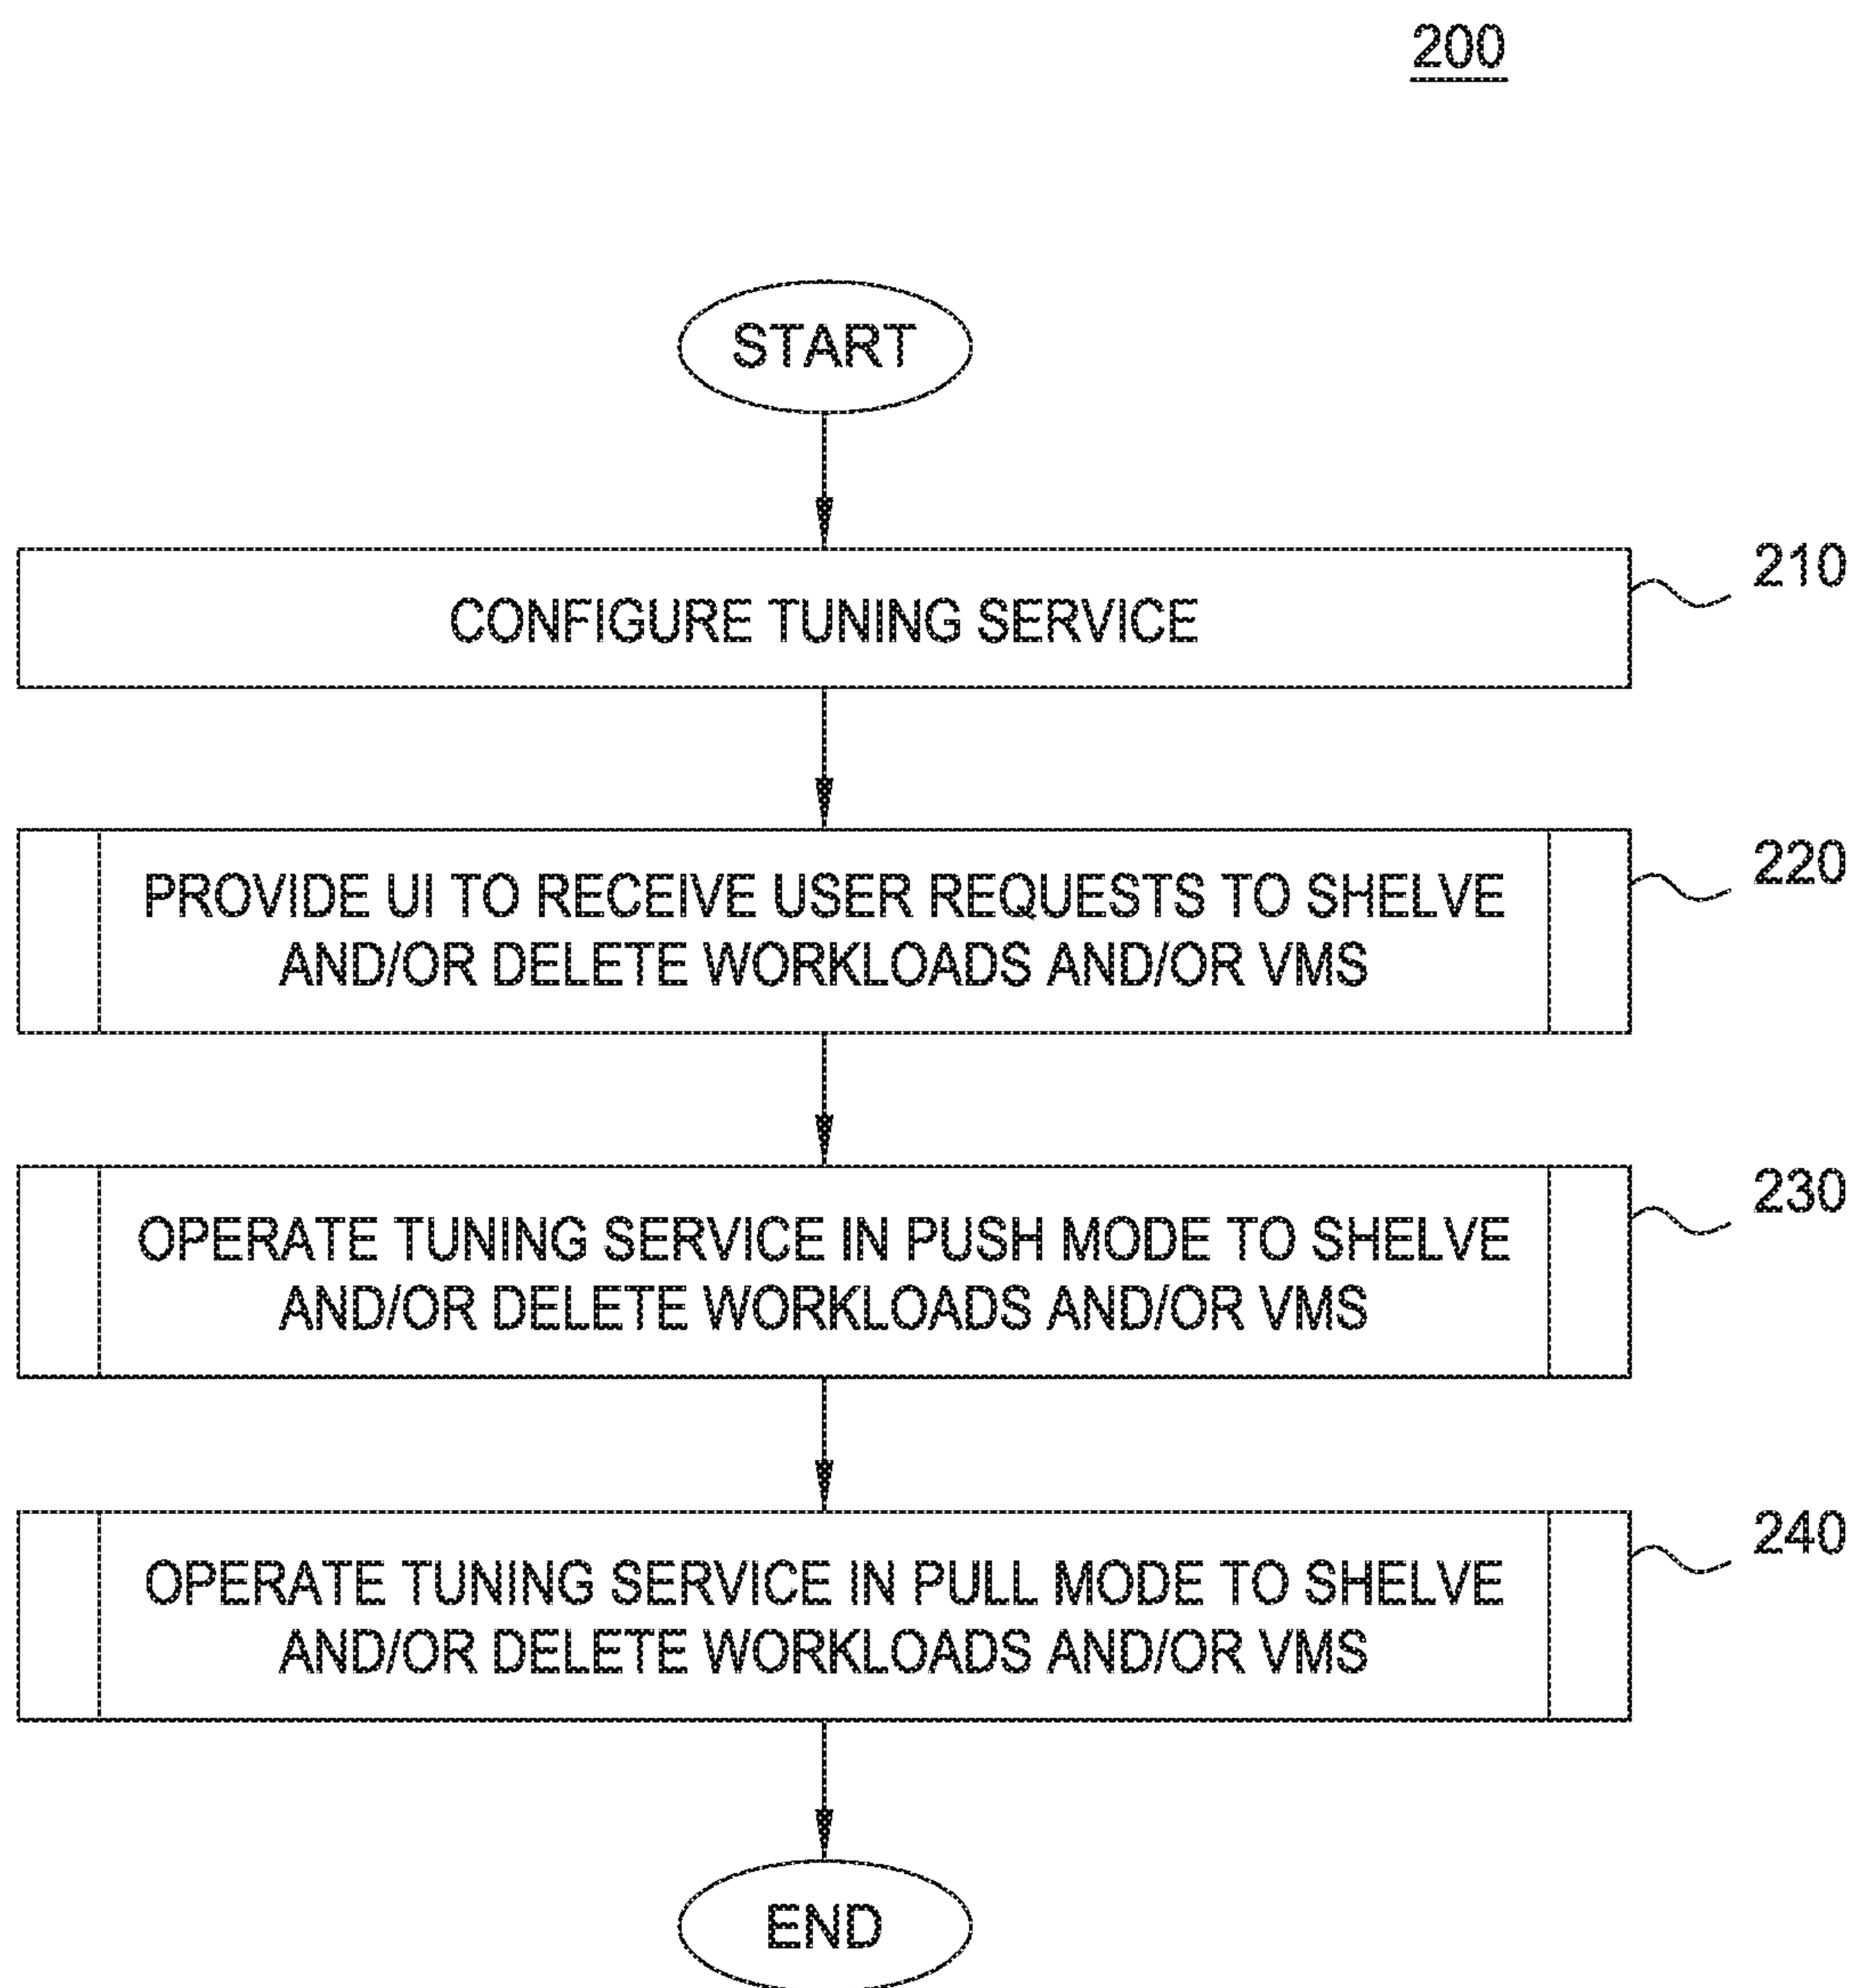 200
START
CONFIGURE TUNING SERVICE
210
PROVIDE UI TO RECEIVE USER REQUESTS TO SHELVE
AND/OR DELETE WORKLOADS AND/OR VMS
220
OPERATE TUNING SERVICE IN PUSH MODE TO SHELVE
AND/OR DELETE WORKLOADS AND/OR VMS
230
OPERATE TUNING SERVICE IN PULL MODE TO SHELVE
AND/OR DELETE WORKLOADS AND/OR VMS
240
END